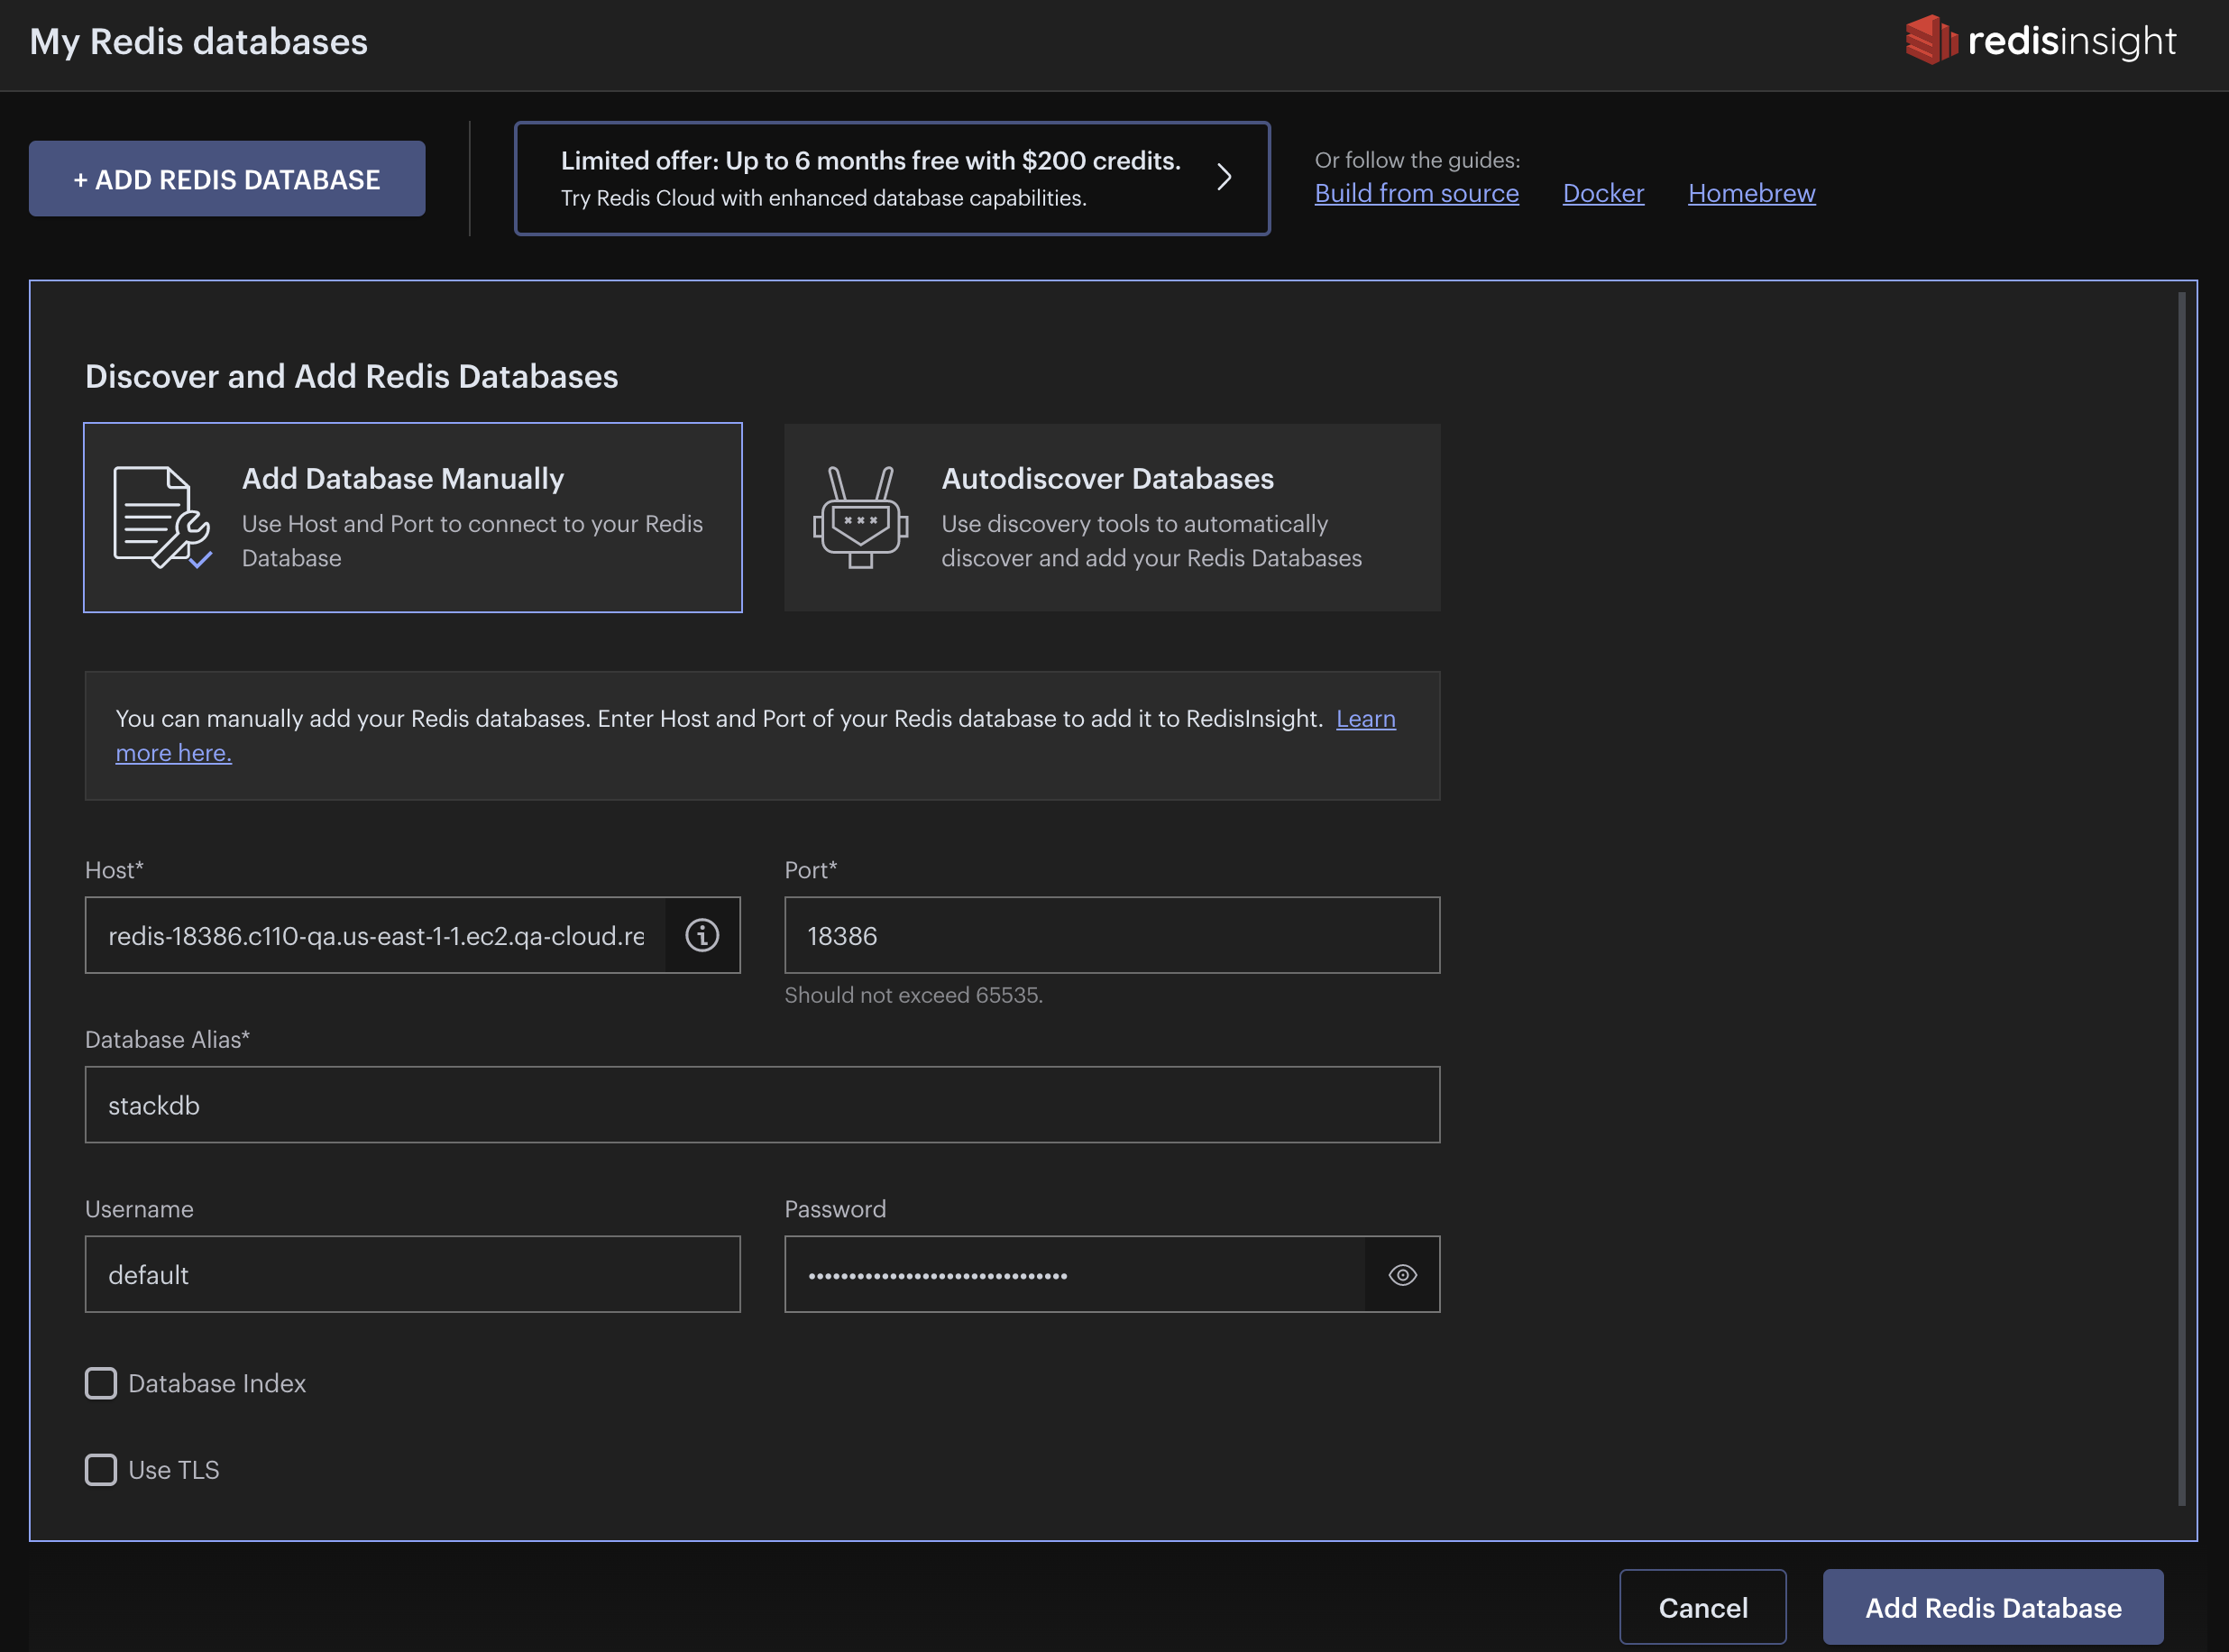 My Redis databases
redisinsight
+ ADD REDIS DATABASE
Limited offer: Up to 6 months free with $200 credits.
Try Redis Cloud with enhanced database capabilities.
Or follow the guides:
Build from source Docker Homebrew
Discover and Add Redis Databases
Add Database Manually
Use Host and Port to connect to your Redis
Database
Autodiscover Databases
Use discovery tools to automatically
discover and add your Redis Databases
You can manually add your Redis databases. Enter Host and Port of your Redis database to add it to RedisInsight. Learn
more here.
Host*
redis-18386.c110-qa.us-east-1-1.ec2.qa-cloud.re
Port*
18386
Should not exceed 65535.
Database Alias*
stackdb
Username
default
Password
••••••••••••••••••••••••••••••••
Database Index
Use TLS
Cancel
Add Redis Database